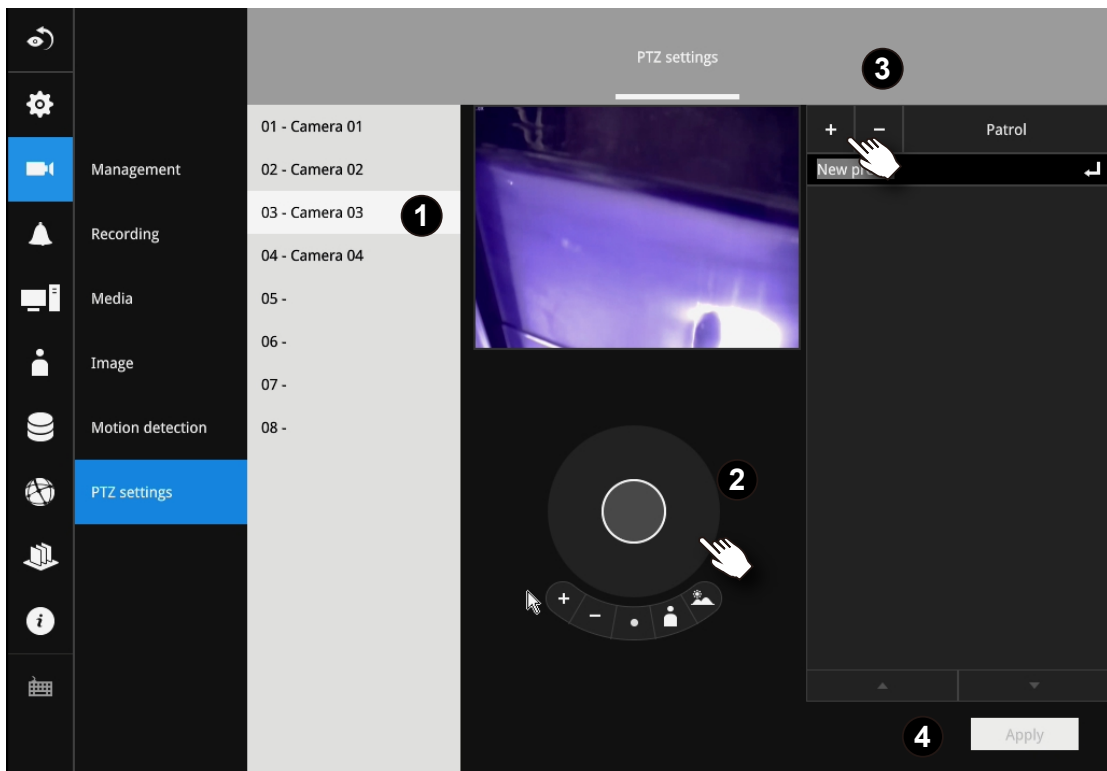 PTZ settings
3
01 - Camera 01
02 - Camera 02
03 - Camera 03
1
04 - Camera 04
05 -
06 -
07 -
08 -
Management
Recording
Media
Image
Motion detection
PTZ settings
+
-
Patrol
New
2
+
-
4
Apply